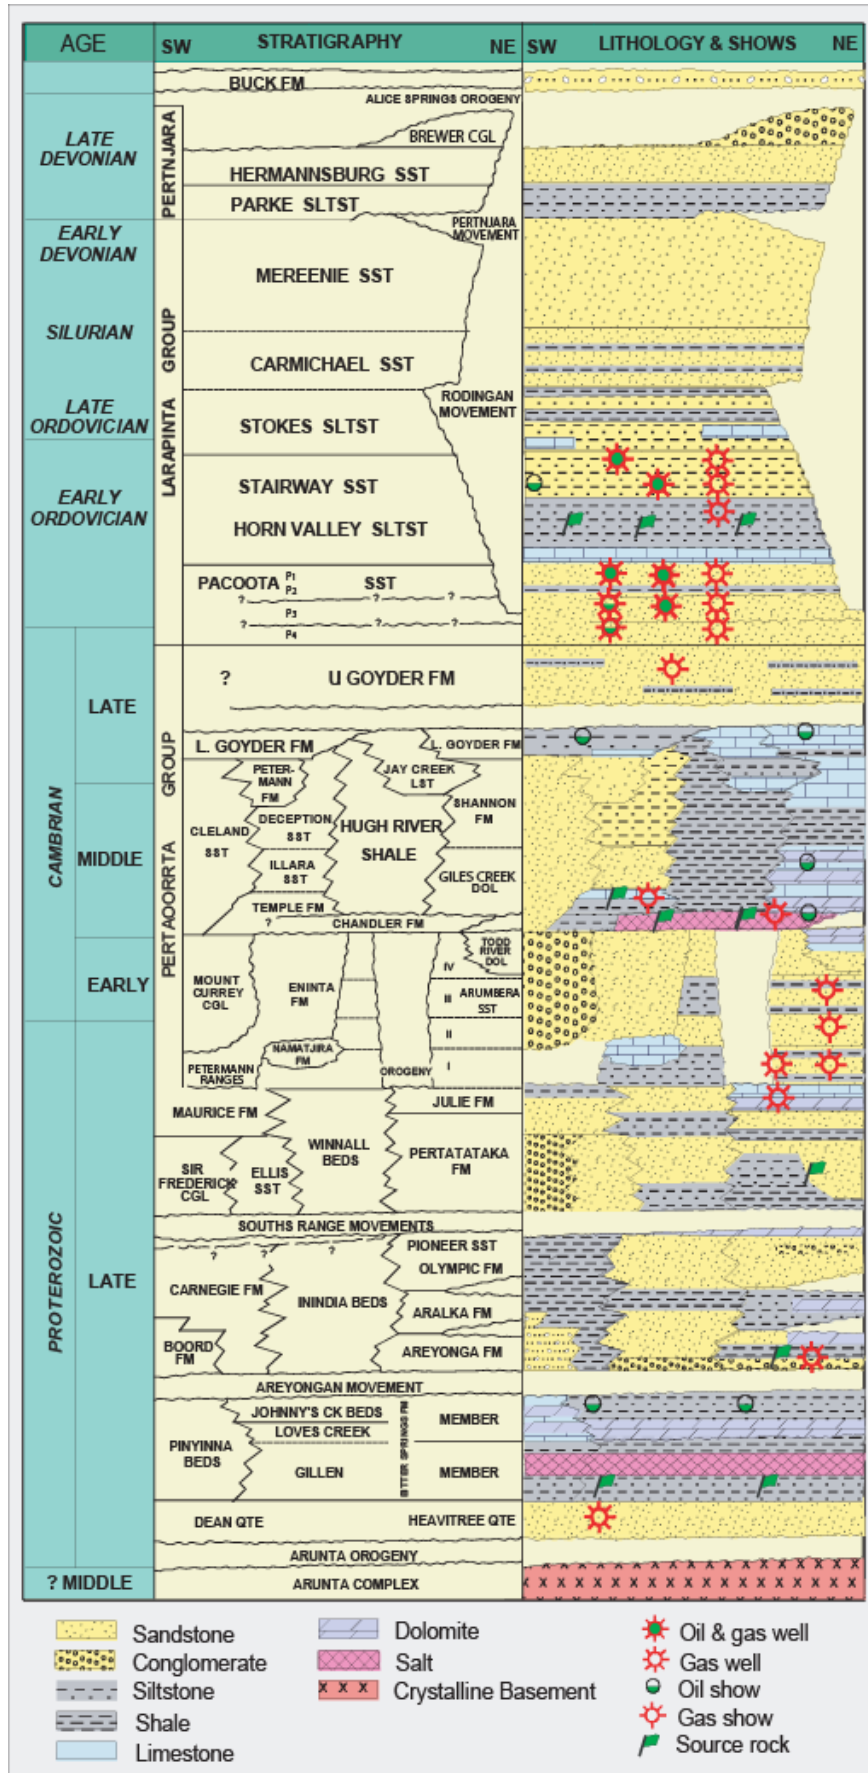 AGE
SW STRATIGRAPHY NE
SW LITHOLOGY & SHOWS NE
BUCK FM
ALICE SPRINGS OROGENY
LATE
DEVONIAN
PERTNJARA
BREWER CGL
HERMANNSBURG SST
PARKE SLTST
EARLY
DEVONIAN
PERTNJARA
MOVEMENT
MEREENIE SST
SILURIAN
GROUP
CARMICHAEL SST
LATE
ORDOVICIAN
LARAPINTA
RODINGAN
MOVEMENT
STOKES SLTST
EARLY
ORDOVICIAN
STAIRWAY SST
HORN VALLEY SLTST
PACOOTA P1 SST
P2
? ? ?
P3
? ? ?
P4
CAMBRIAN
LATE
GROUP
? U GOYDER FM
L. GOYDER FM
L. GOYDER FM
PETER-
MANN
FM
JAY CREEK
LST
MIDDLE
CLELAND
SST
DECEPTION
SST
HUGH RIVER
SHALE
SHANNON
FM
ILLARA
SST
GILES CREEK
DOL
TEMPLE FM
? CHANDLER FM
PERTAOORRTA
EARLY
MOUNT
CURREY
CGL
ENINTA
FM
TODD
RIVER
DOL
IV
III ARUMBERA
SST
II
NAMATJIRA
FM
PETERMANN
RANGES
OROGENY
I
PROTEROZOIC
LATE
MAURICE FM
JULIE FM
WINNALL
BEDS
PERTATATAKA
FM
SIR
FREDERICK
CGL
ELLIS
SST
SOUTHS RANGE MOVEMENTS
? ? ?
PIONEER SST
OLYMPIC FM
CARNEGIE FM
ININDIA BEDS
ARALKA FM
BOORD
FM
AREYONGA FM
AREYONGAN MOVEMENT
JOHNNY'S CK BEDS
LOVES CREEK
MEMBER
PINYINNA
BEDS
BITTER SPRINGS FM
GILLEN
MEMBER
DEAN QTE
HEAVITREE QTE
ARUNTA OROGENY
? MIDDLE
ARUNTA COMPLEX
Sandstone
Conglomerate
Siltstone
Shale
Limestone
Dolomite
Salt
Crystalline Basement
Oil & gas well
Gas well
Oil show
Gas show
Source rock